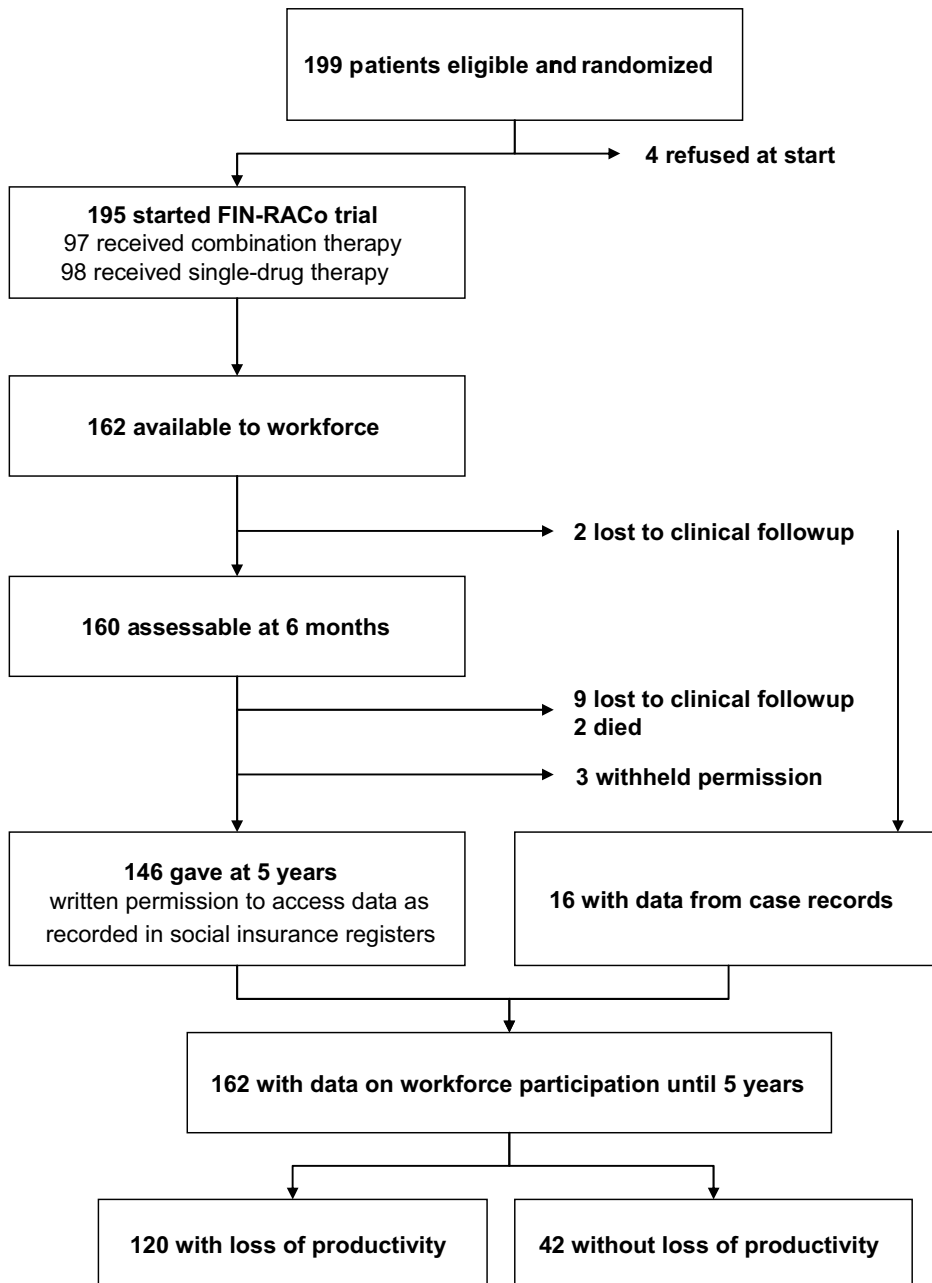 199 patients eligible and randomized
4 refused at start
195 started FIN-RACo trial
97 received combination therapy
98 received single-drug therapy
162 available to workforce
2 lost to clinical followup
160 assessable at 6 months
9 lost to clinical followup
2 died
3 withheld permission
146 gave at 5 years
written permission to access data as
recorded in social insurance registers
16 with data from case records
162 with data on workforce participation until 5 years
120 with loss of productivity
42 without loss of productivity